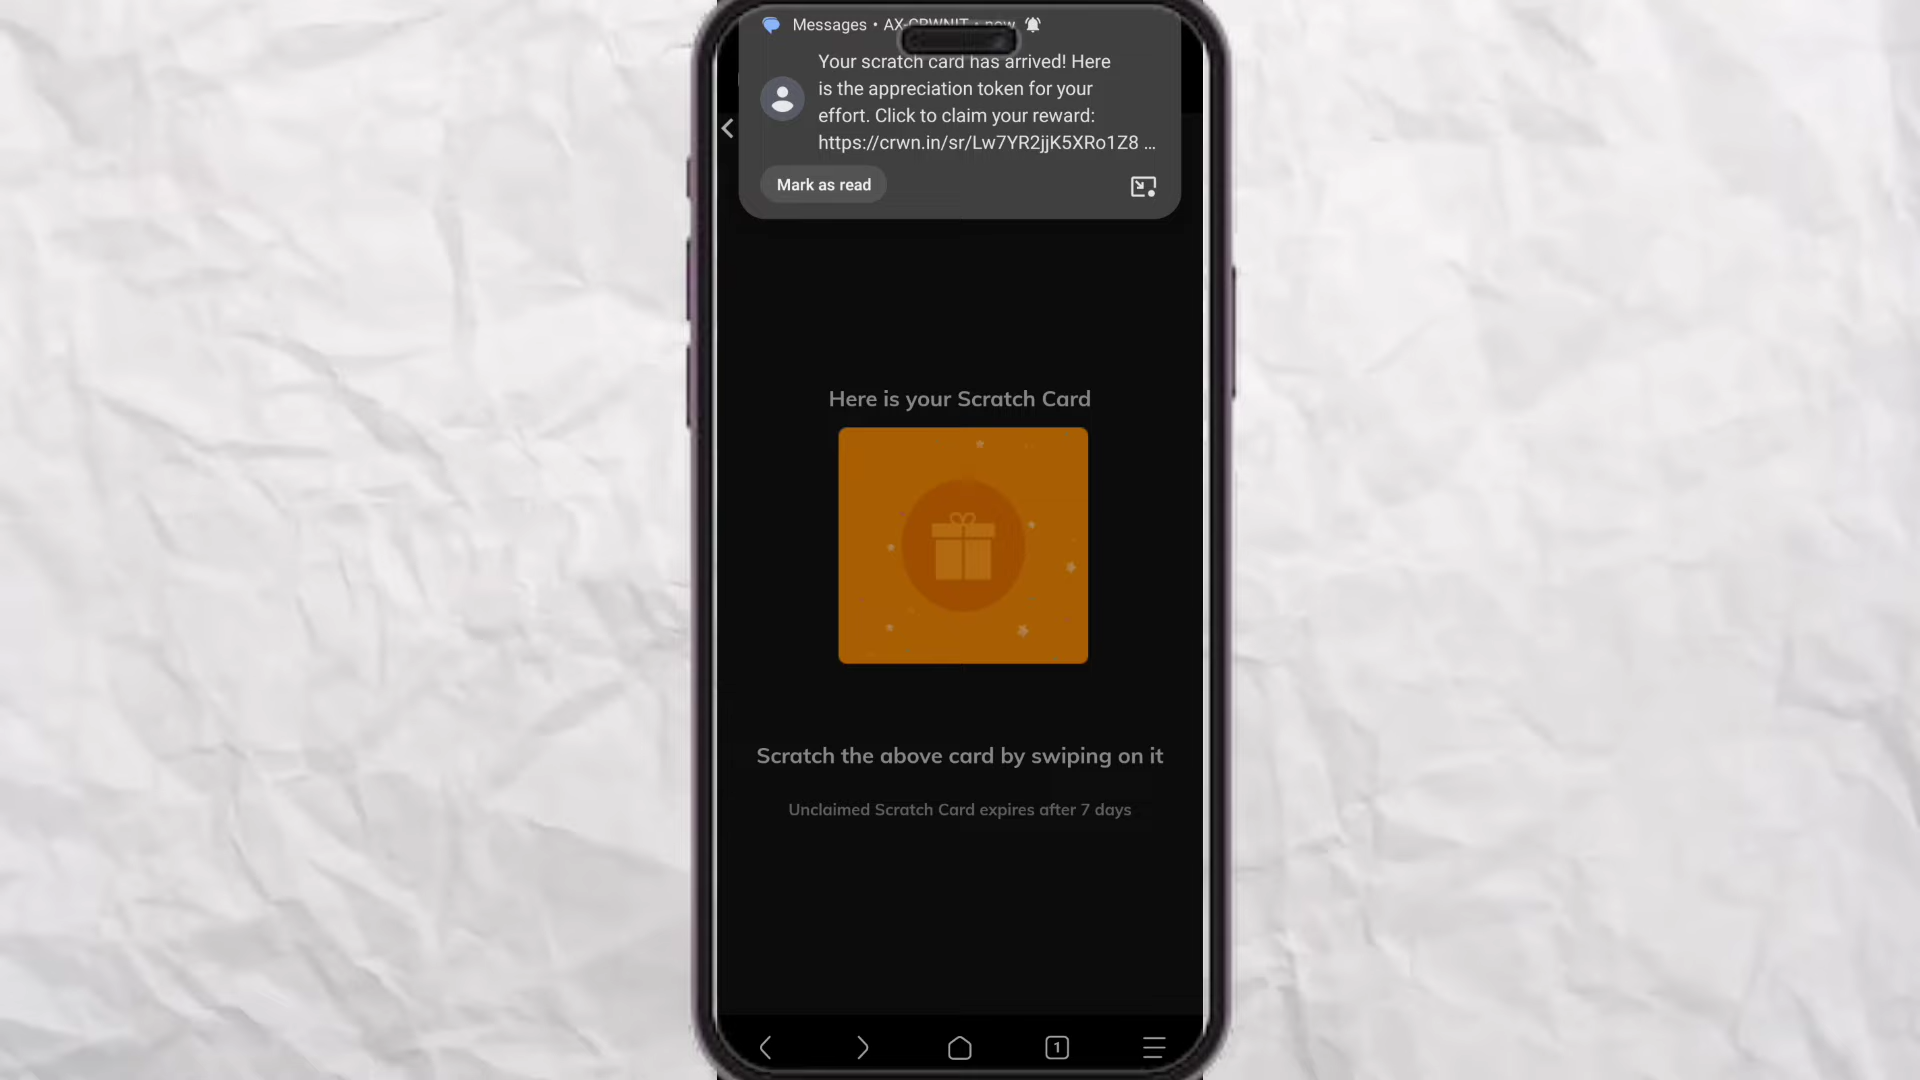 Messages • AX-CRWNIT • now
Your scratch card has arrived! Here
is the appreciation token for your
effort. Click to claim your reward:
https://crwn.in/sr/Lw7YR2jjK5XRo1Z8 ...
Mark as read
Here is your Scratch Card
Scratch the above card by swiping on it
Unclaimed Scratch Card expires after 7 days
1